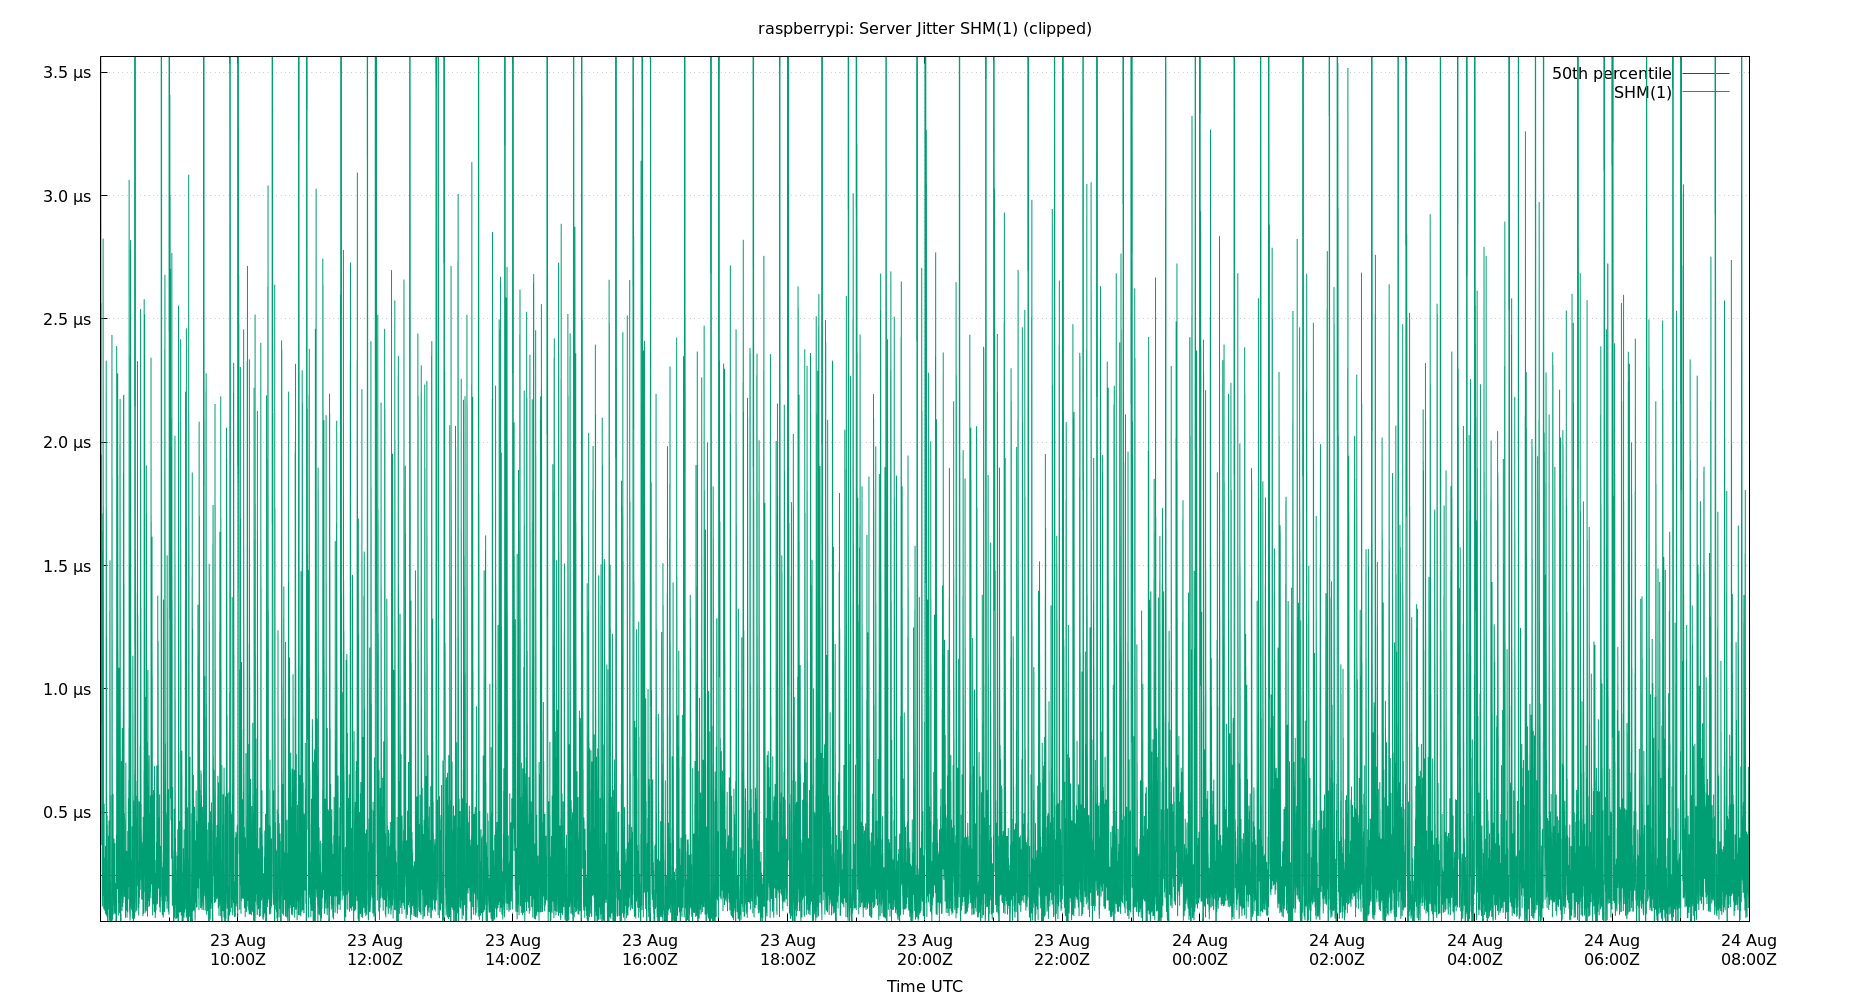 raspberrypi: Server Jitter SHM(1) (clipped)
3.5 µs
3.0 µs
2.5 µs
2.0 µs
1.5 µs
1.0 µs
0.5 µs
50th percentile
SHM(1)
23 Aug 23 Aug 23 Aug 23 Aug 23 Aug 23 Aug 23 Aug 24 Aug 24 Aug 24 Aug 24 Aug 24 Aug
10:00Z 12:00Z 14:00Z 16:00Z 18:00Z 20:00Z 22:00Z 00:00Z 02:00Z 04:00Z 06:00Z 08:00Z
Time UTC